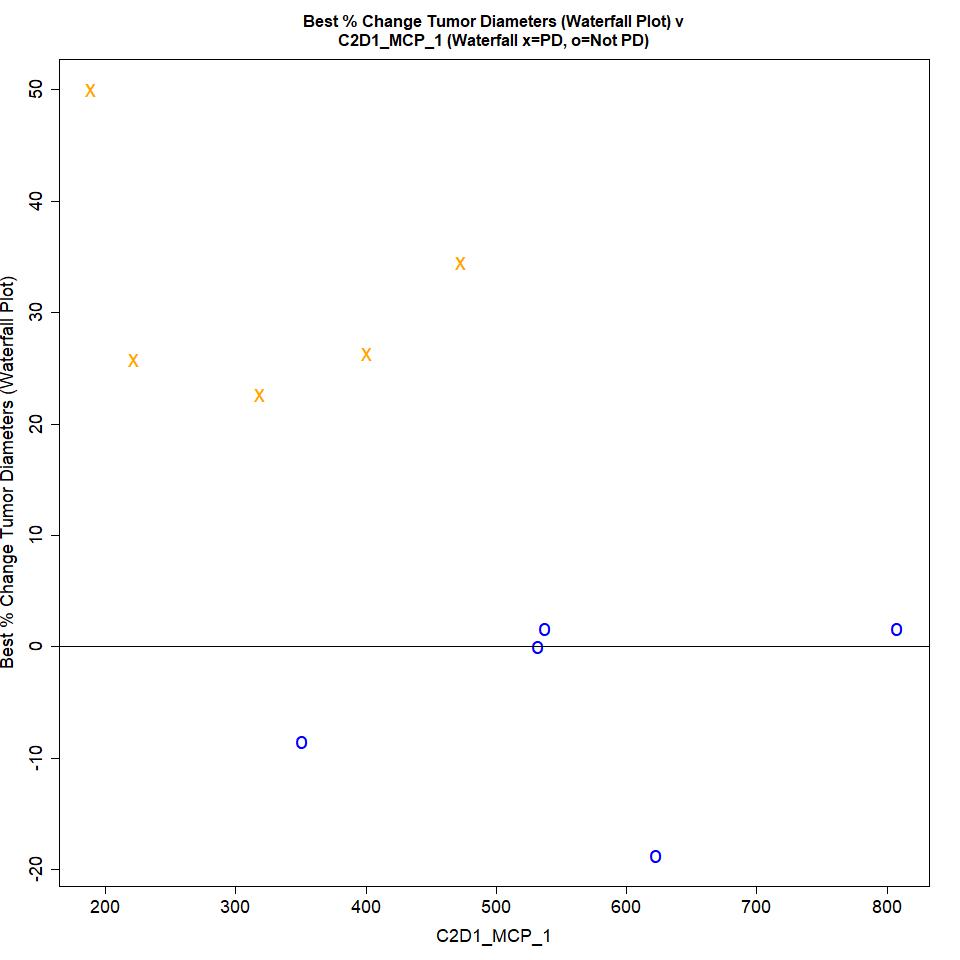 Best % Change Tumor Diameters (Waterfall Plot) v
C2D1_MCP_1 (Waterfall x=PD, o=Not PD)
Best % Change Tumor Diameters (Waterfall Plot)
50
40
30
20
10
0
-10
-20
X
X
X
X
X
O
O
O
O
O
200 300 400 500 600 700 800
C2D1_MCP_1